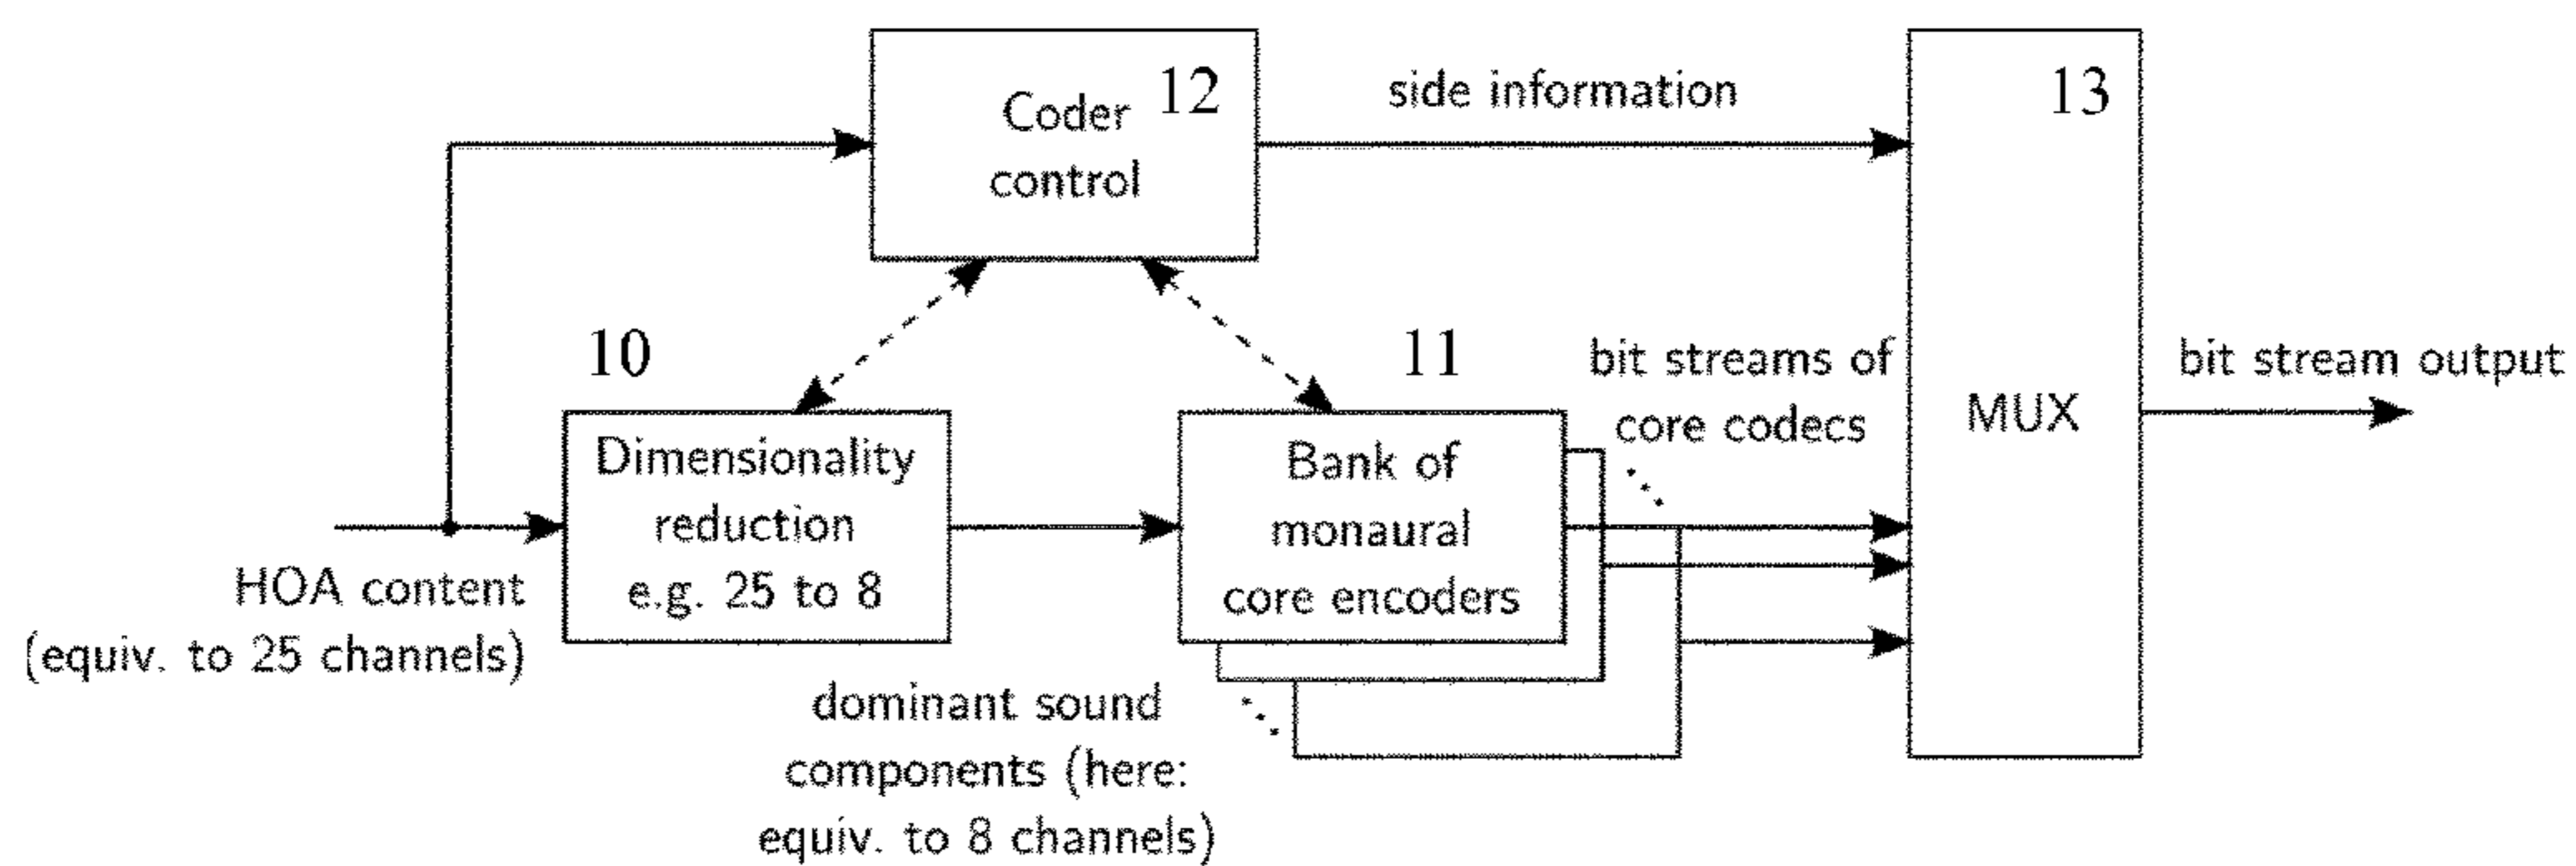 Coder 12
control
side information
13
10
11
bit streams of
core codecs
MUX
bit stream output
Dimensionality
reduction
e.g. 25 to 8
Bank of
monaural
core encoders
HOA content
(equiv. to 25 channels)
dominant sound
components (here:
equiv. to 8 channels)